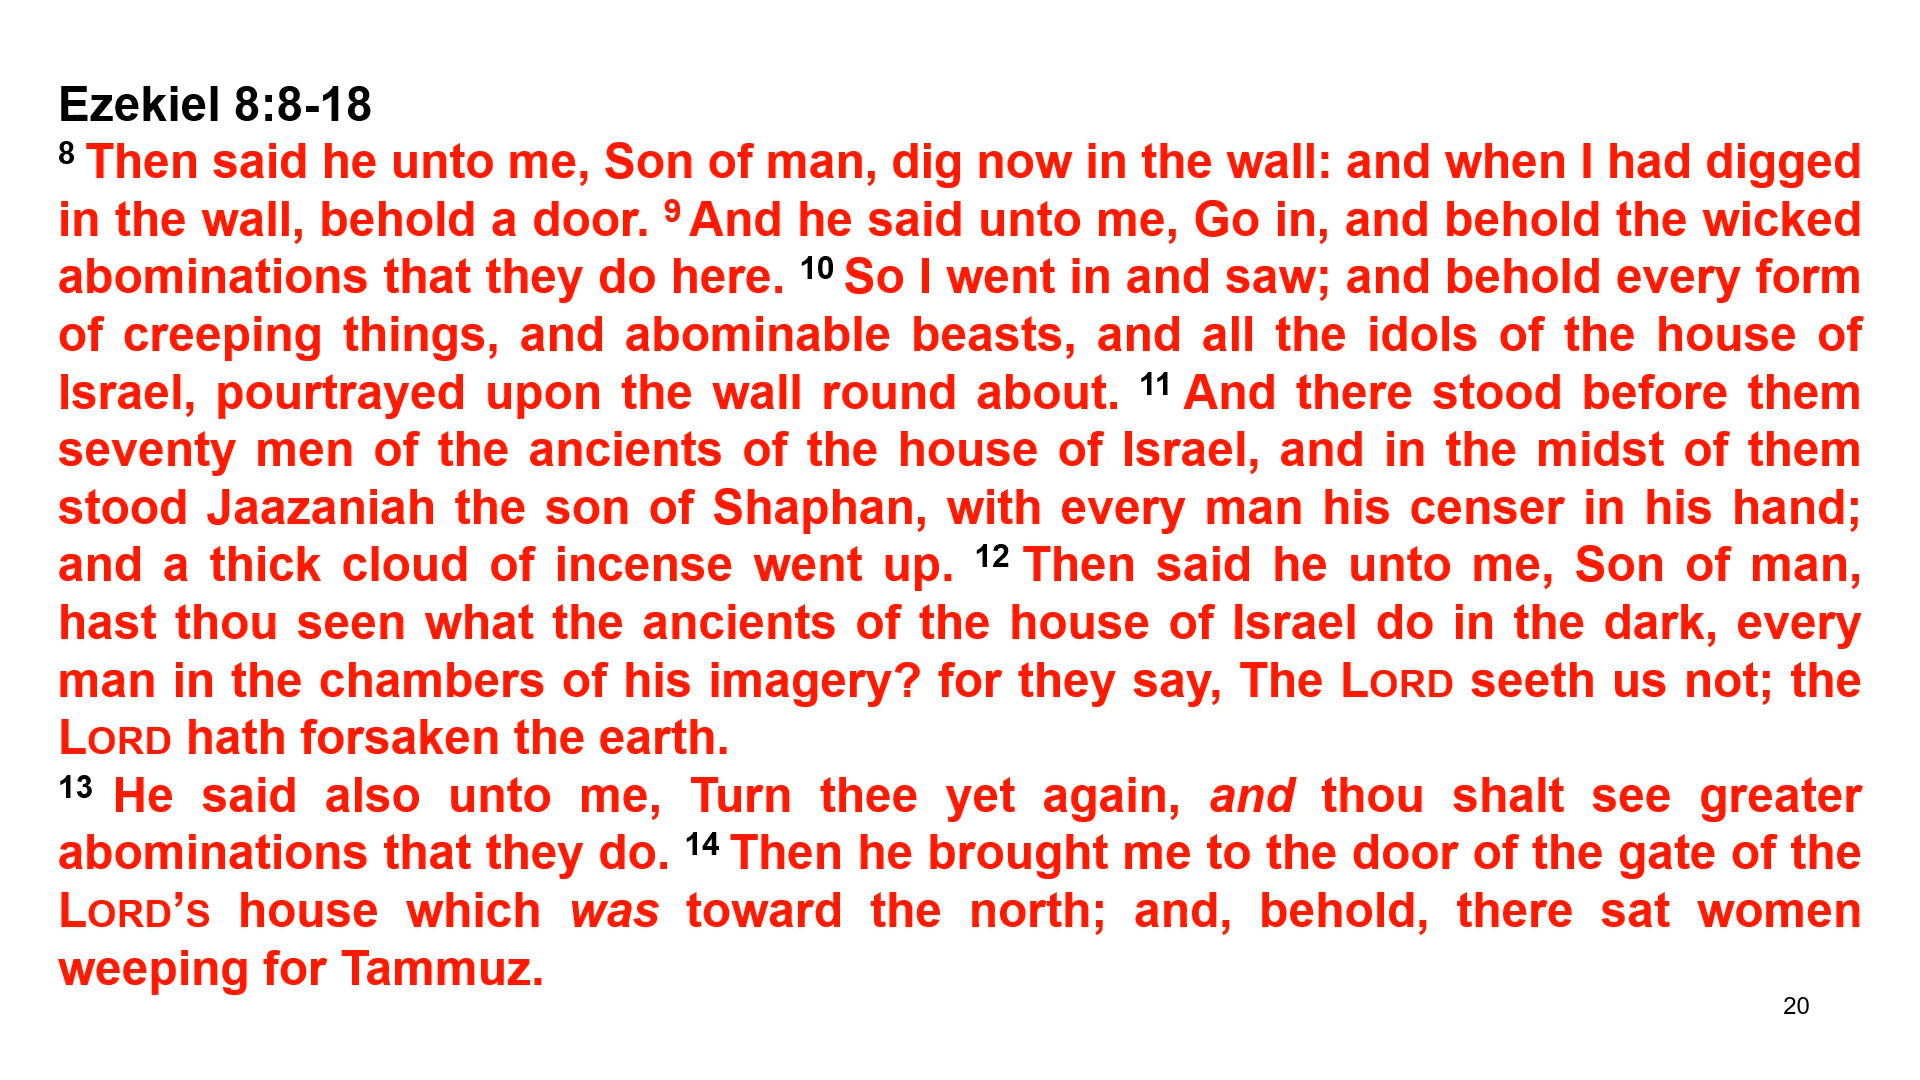 Ezekiel 8:8-18
8 Then said he unto me, Son of man, dig now in the wall: and when I had digged
in the wall, behold a door. 9 And he said unto me, Go in, and behold the wicked
abominations that they do here. 10 So I went in and saw; and behold every form
of creeping things, and abominable beasts, and all the idols of the house of
Israel, pourtrayed upon the wall round about. 11 And there stood before them
seventy men of the ancients of the house of Israel, and in the midst of them
stood Jaazaniah the son of Shaphan, with every man his censer in his hand;
and a thick cloud of incense went up. 12 Then said he unto me, Son of man,
hast thou seen what the ancients of the house of Israel do in the dark, every
man in the chambers of his imagery? for they say, The LORD seeth us not; the
LORD hath forsaken the earth.
13 He said also unto me, Turn thee yet again, and thou shalt see greater
abominations that they do. 14 Then he brought me to the door of the gate of the
LORD’S house which was toward the north; and, behold, there sat women
weeping for Tammuz.
20